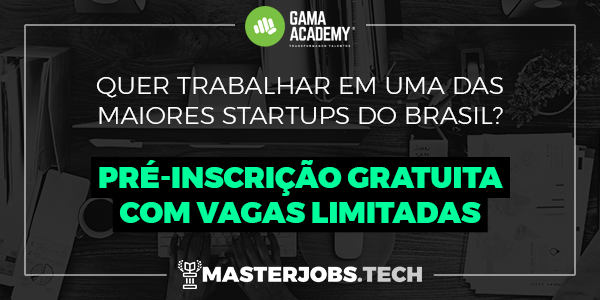 GAMA
ACADEMY
TRANSFORMANDO TALENTOS
QUER TRABALHAR EM UMA DAS
MAIORES STARTUPS DO BRASIL?
PRÉ-INSCRIÇÃO GRATUITA
COM VAGAS LIMITADAS
MASTERJOBS.TECH